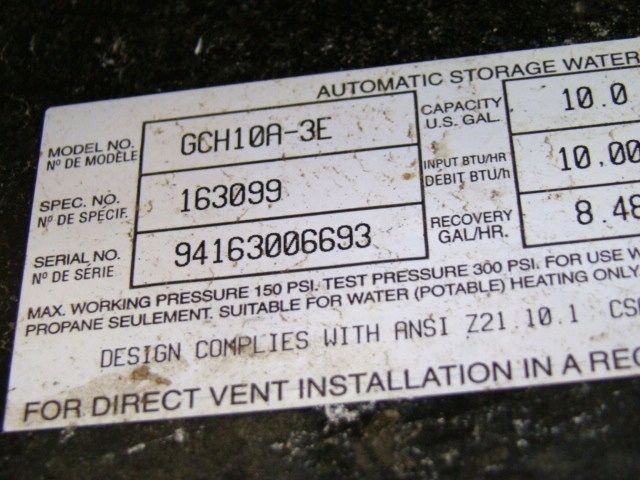 AUTOMATIC STORAGE WATER
MODEL NO.
Nº DE MODÈLE
GCH10A-3E
CAPACITY
U.S. GAL.
10.0
SPEC. NO.
Nº DE SPÉCIF.
163099
INPUT BTU/HR
DÉBIT BTU/h
10.00
SERIAL NO.
Nº DE SÉRIE
94163006693
RECOVERY
GAL/HR.
8.48
MAX. WORKING PRESSURE 150 PSI. TEST PRESSURE 300 PSI. FOR USE W
PROPANE SEULEMENT. SUITABLE FOR WATER (POTABLE) HEATING ONLY
DESIGN COMPLIES WITH ANSI Z21.10.1 CS
FOR DIRECT VENT INSTALLATION IN A REC